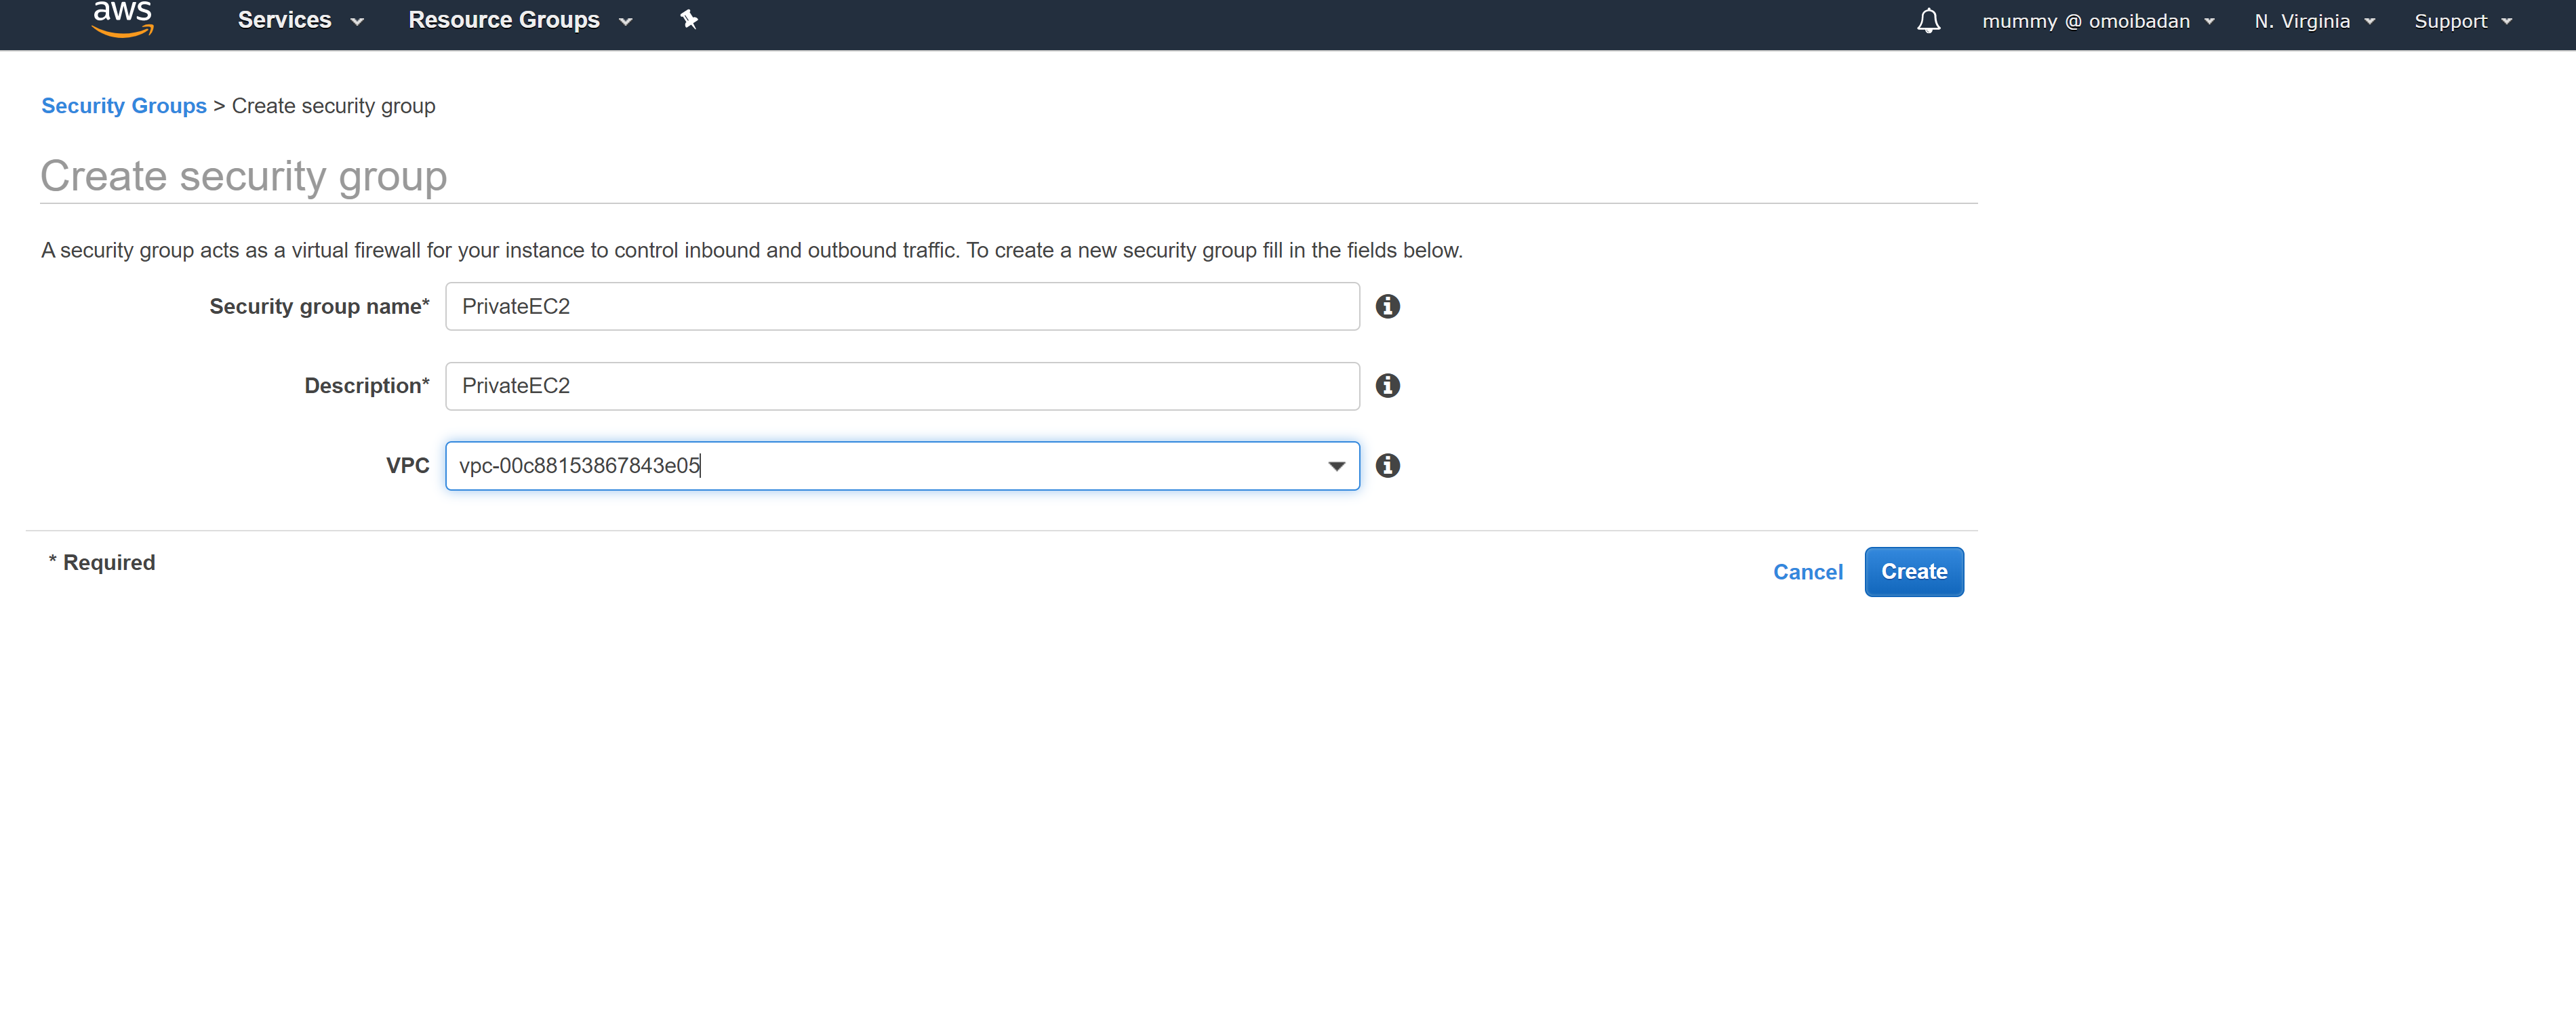 aws Services Resource Groups mummy @ omoibadan N. Virginia Support
Security Groups > Create security group
Create security group
A security group acts as a virtual firewall for your instance to control inbound and outbound traffic. To create a new security group fill in the fields below.
Security group name* PrivateEC2
Description* PrivateEC2
VPC vpc-00c88153867843e05
* Required
Cancel Create